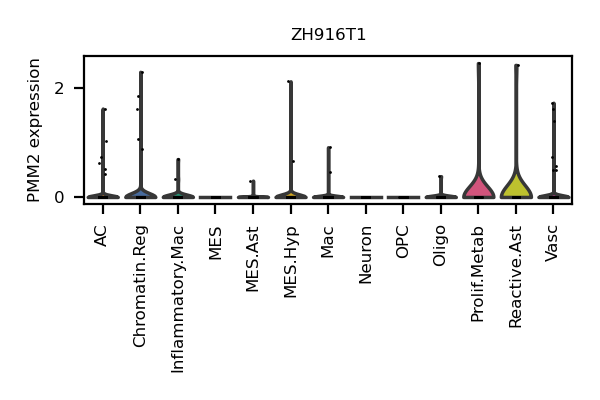 ZH916T1
PMM2 expression
2
0
AC
Chromatin.Reg
Inflammatory.Mac
MES
MES.Ast
MES.Hyp
Mac
Neuron
OPC
Oligo
Prolif.Metab
Reactive.Ast
Vasc